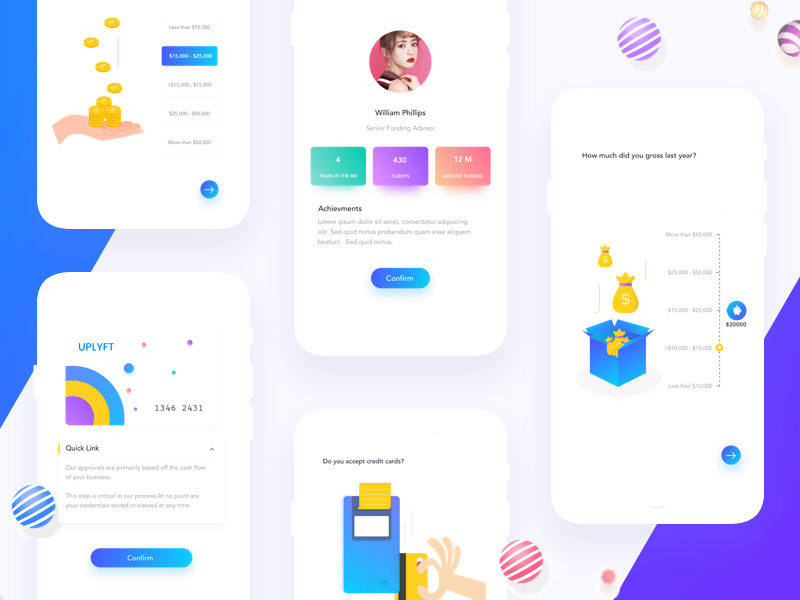 Less than $10,000
$15,000 - $25,000
>$10,000 - $15,000
$25,000 - $50,000
More than $50,000
UPLYFT
1346 2431
Quick Link
Our approvals are primarily based off the cash flow
of your business.
This step is critical in our process.At no point are
your credentials stored or viewed at any time.
Confirm
William Phillips
Senior Funding Advisor
4
YEARS IN THE BIZ
430
CLIENTS
12 M
AMOUNT FUNDED
Achievments
Lorem ipsum dolor sit amet, consectetur adipiscing
elit. Sed quid minus probandum quam esse aliquem
beatum. Sed quid minus.
Confirm
Do you accept credit cards?
How much did you gross last year?
More than $50,000
$25,000 - $50,000
$15,000 - $25,000
$20000
>$10,000 - $15,000
Less than $10,000